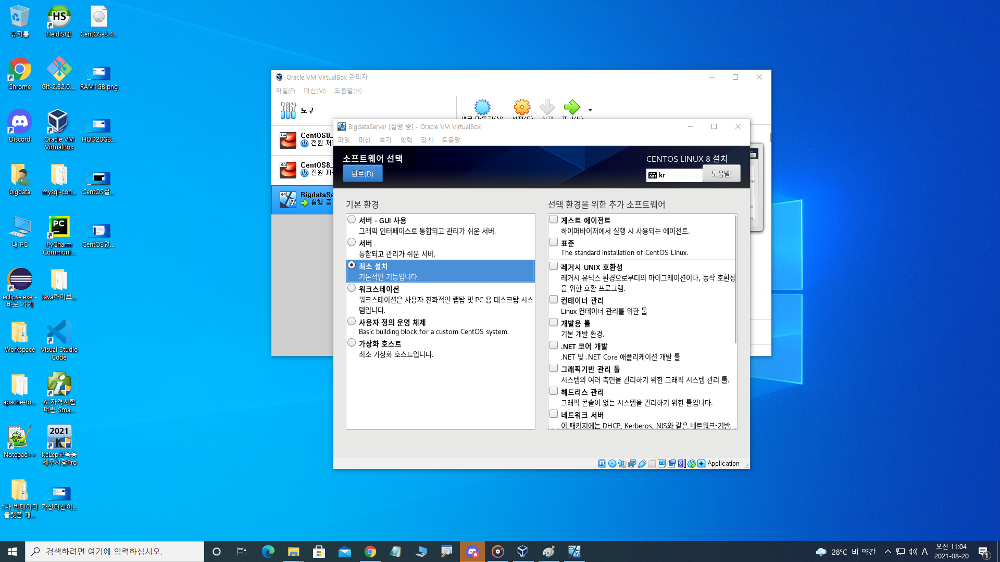 휴지통
HeidiSQL
CentOS-8.4...
Chrome
Git-2.32.0....
RAM1GB.png
Discord
Oracle VM
VirtualBox
HDD20GB...
bigdata
mysql-con...
CentOS설...
내 PC
PyCharm
Communi...
CentOS언...
eclipse.exe -
바로 가기
Java라이브...
Workspace
Visual Studio
Code
apache-to...
AT자격시험
더존 Sma...
Notepad++
2021
KcLep교육용
세무사랑Pro
1차 빅데이터
플랫폼 개...
가상머신이...
Oracle VM VirtualBox 관리자
파일(F) 머신(M) 도움말(H)
도구
CentOS8_
전원 꺼
CentOS8_
전원 꺼
BigdataSe
실행 중
BigdataServer [실행 중] - Oracle VM VirtualBox
파일 머신 보기 입력 장치 도움말
소프트웨어 선택
완료(D)
CENTOS LINUX 8 설치
kr
도움말!
기본 환경
서버 - GUI 사용
그래픽 인터페이스로 통합되고 관리가 쉬운 서버.
서버
통합되고 관리가 쉬운 서버.
최소 설치
기본적인 기능입니다.
워크스테이션
워크스테이션은 사용자 친화적인 랩탑 및 PC 용 데스크탑 시스
템입니다.
사용자 정의 운영 체제
Basic building block for a custom CentOS system.
가상화 호스트
최소 가상화 호스트입니다.
선택 환경을 위한 추가 소프트웨어
게스트 에이전트
하이퍼바이저에서 실행 시 사용되는 에이전트.
표준
The standard installation of CentOS Linux.
레거시 UNIX 호환성
레거시 유닉스 환경으로부터의 마이그레이션이나, 동작 호환성
을 위한 호환 프로그램.
컨테이너 관리
Linux 컨테이너 관리를 위한 툴
개발용 툴
기본 개발 환경.
.NET 코어 개발
.NET 및 .NET Core 애플리케이션 개발 툴
그래픽기반 관리 툴
시스템의 여러 측면을 관리하기 위한 그래픽 시스템 관리 툴.
헤드리스 관리
그래픽 콘솔이 없는 시스템을 관리하기 위한 툴입니다.
네트워크 서버
이 패키지에는 DHCP, Kerberos, NIS와 같은 네트워크-기반
Application
검색하려면 여기에 입력하십시오.
28℃ 비 약간
A
오전 11:04
2021-08-20
1